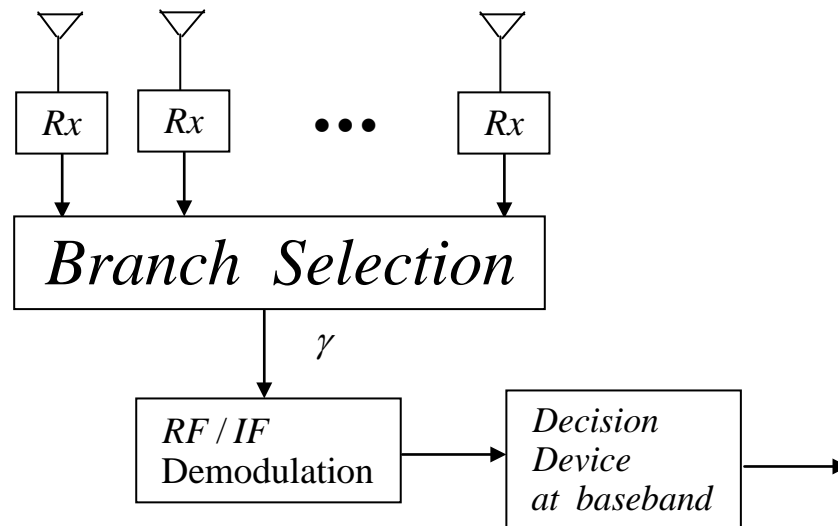 Rx Rx ••• Rx
Branch Selection
γ
RF / IF
Demodulation
Decision
Device
at baseband